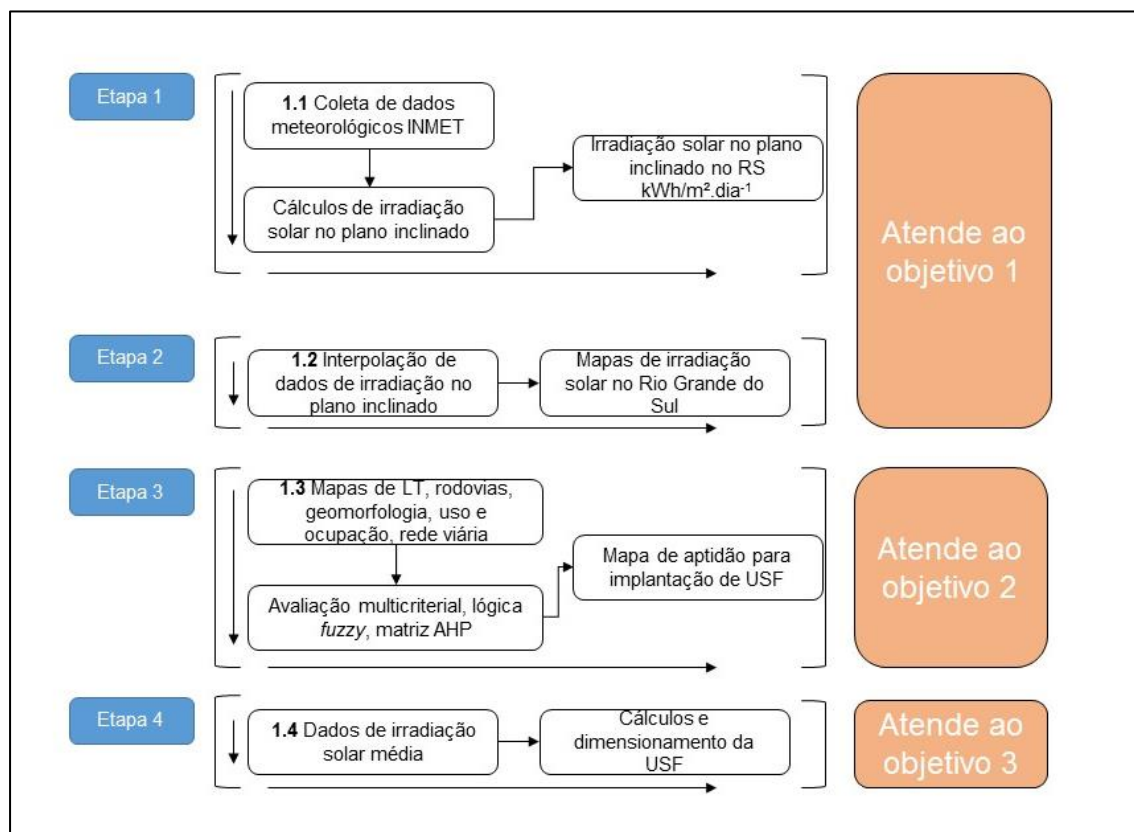 Etapa 1
1.1 Coleta de dados
meteorológicos INMET
Cálculos de irradiação
solar no plano inclinado
Irradiação solar no plano
inclinado no RS
kWh/m².dia⁻¹
Atende ao
objetivo 1
Etapa 2
1.2 Interpolação de
dados de irradiação no
plano inclinado
Mapas de irradiação
solar no Rio Grande do
Sul
Etapa 3
1.3 Mapas de LT, rodovias,
geomorfologia, uso e
ocupação, rede viária
Avaliação multicriterial, lógica
fuzzy, matriz AHP
Mapa de aptidão para
implantação de USF
Atende ao
objetivo 2
Etapa 4
1.4 Dados de irradiação
solar média
Cálculos e
dimensionamento da
USF
Atende ao
objetivo 3